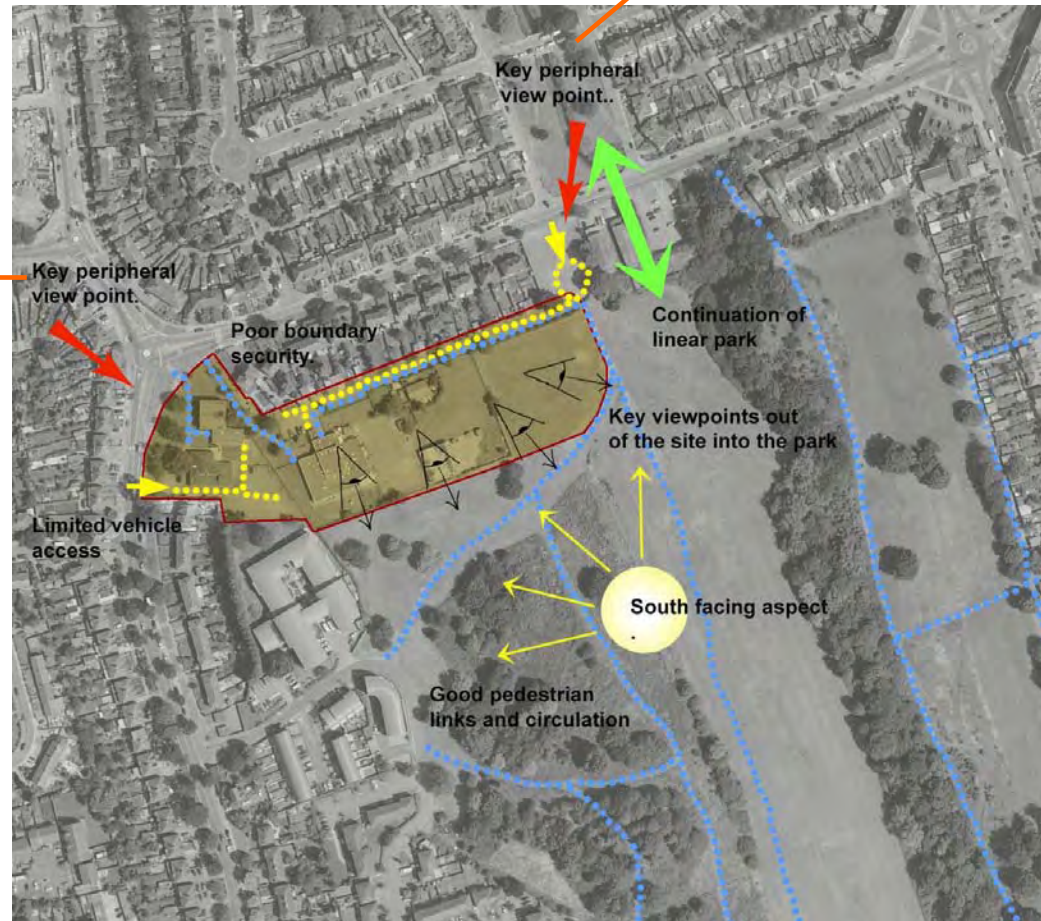 Key peripheral
view point..
Key peripheral
view point.
Poor boundary
security.
Continuation of
linear park
Key viewpoints out
of the site into the park
Limited vehicle
access
South facing aspect
.
Good pedestrian
links and circulation